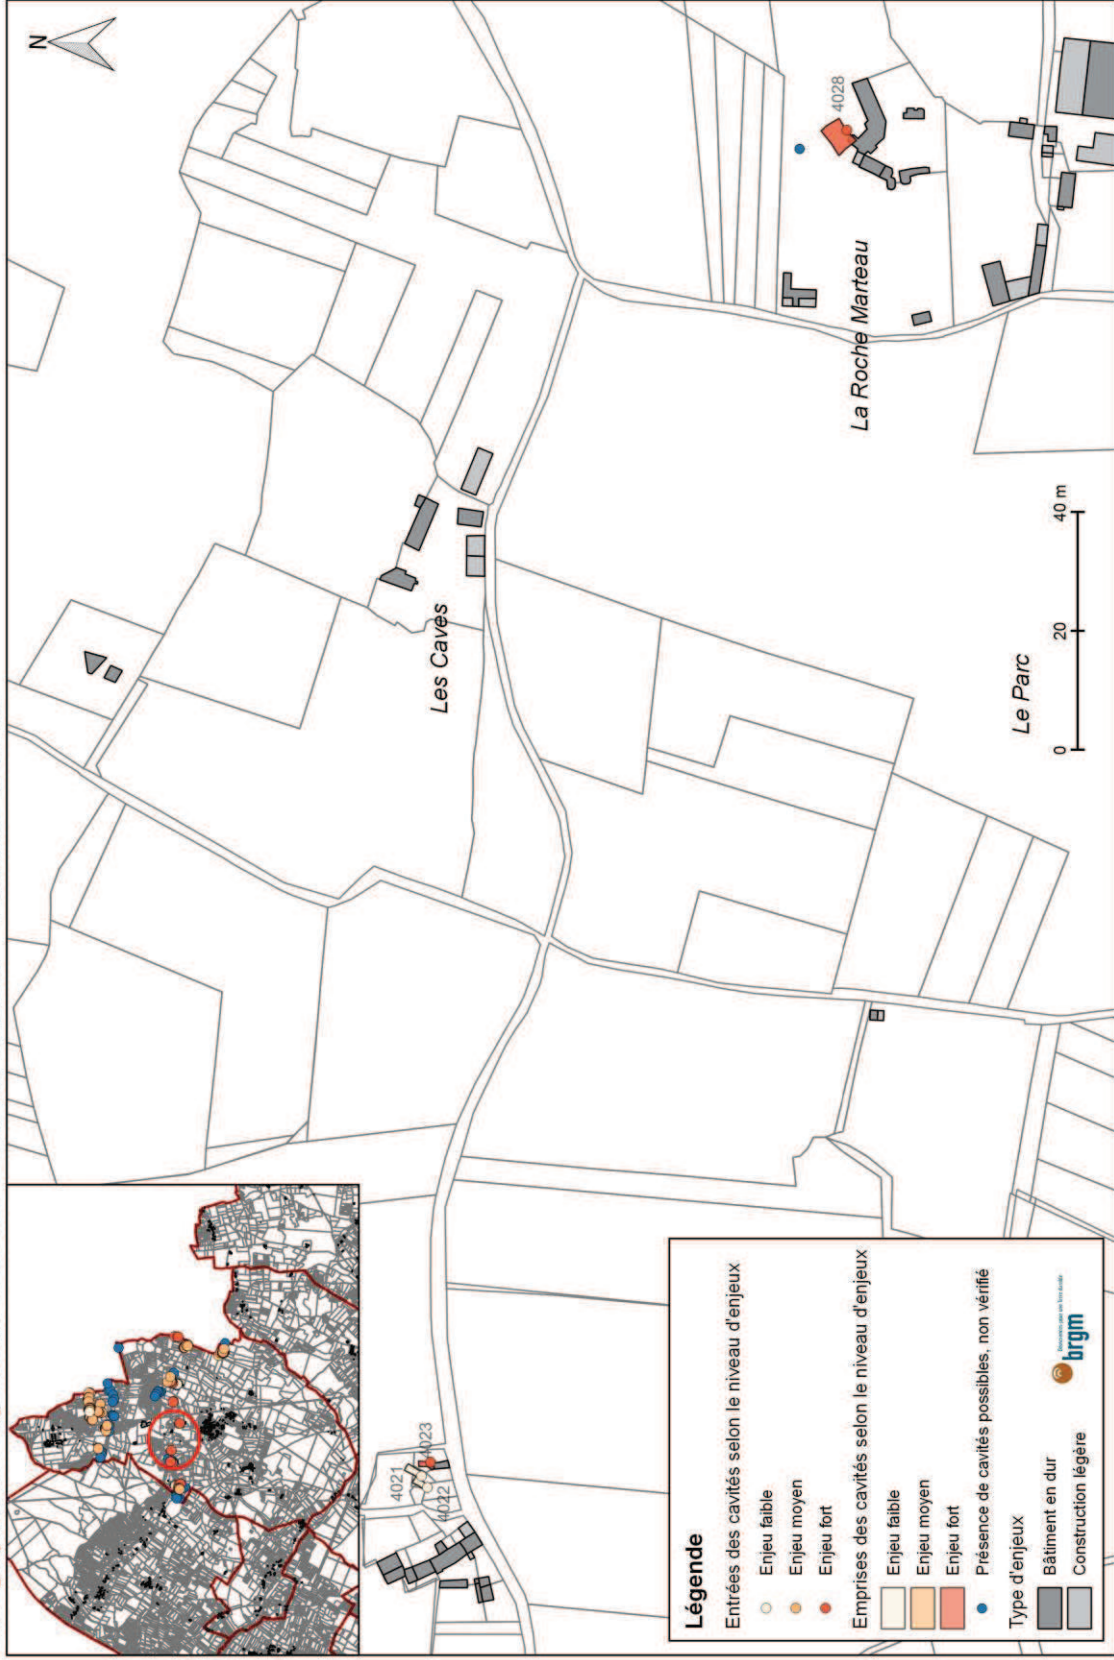 N
4028
La Roche Marteau
Les Caves
Le Parc
0 20 40 m
4021
4023
4022
Légende
Entrées des cavités selon le niveau d'enjeux
Enjeu faible
Enjeu moyen
Enjeu fort
Emprises des cavités selon le niveau d'enjeux
Enjeu faible
Enjeu moyen
Enjeu fort
Présence de cavités possibles, non vérifié
Type d'enjeux
Bâtiment en dur
Construction légère
brgm